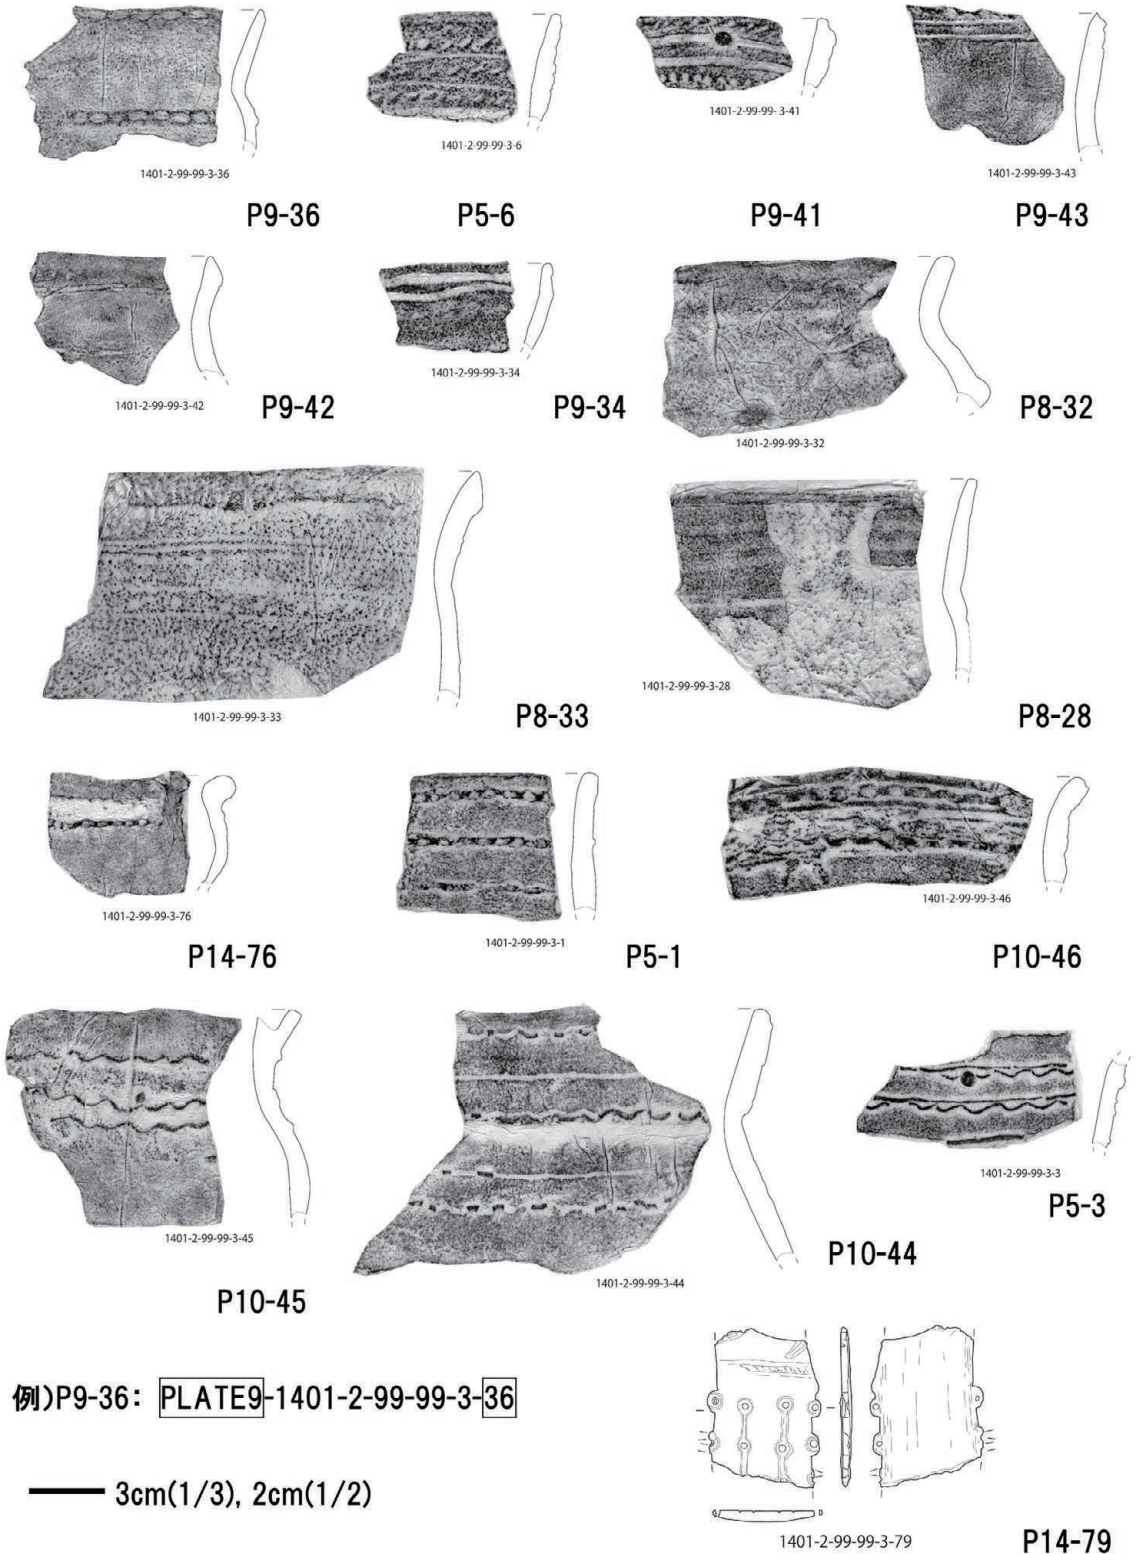 1401-2-99-99-3-36
P9-36
1401-2-99-99-3-6
P5-6
1401-2-99-99- 3-41
P9-41
1401-2-99-99-3-43
P9-43
1401-2-99-99-3-42
P9-42
1401-2-99-99-3-34
P9-34
1401-2-99-99-3-32
P8-32
1401-2-99-99-3-33
P8-33
1401-2-99-99-3-28
P8-28
1401-2-99-99-3-76
P14-76
1401-2-99-99-3-1
P5-1
1401-2-99-99-3-46
P10-46
1401-2-99-99-3-45
P10-45
1401-2-99-99-3-44
P10-44
1401-2-99-99-3-3
P5-3
例)P9-36: PLATE9-1401-2-99-99-3-36
3cm(1/3), 2cm(1/2)
1401-2-99-99-3-79
P14-79